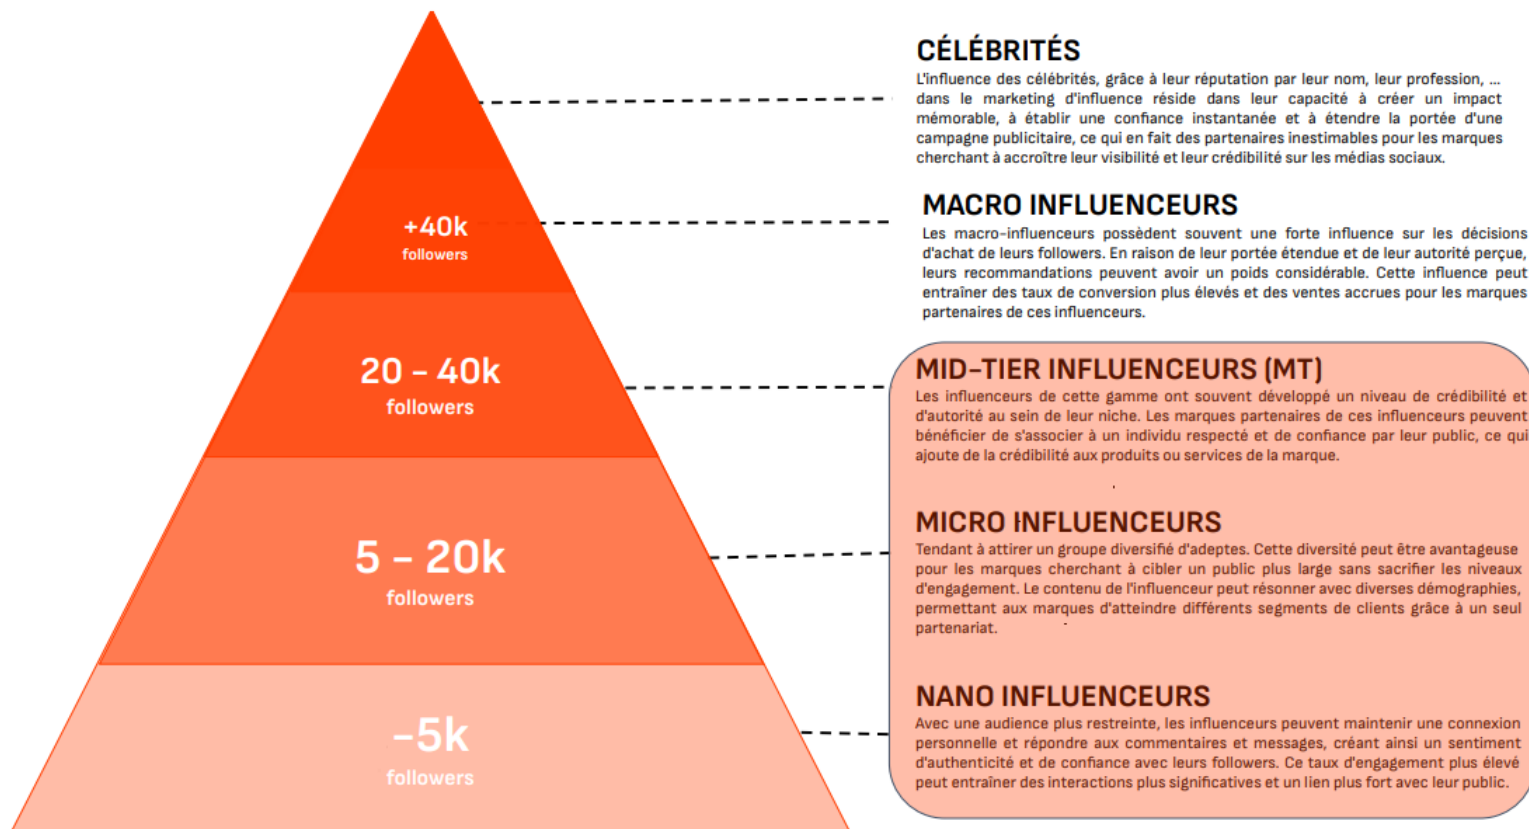 CÉLÉBRITÉS
L'influence des célébrités, grâce à leur réputation par leur nom, leur profession, ...
dans le marketing d'influence réside dans leur capacité à créer un impact
mémorable, à établir une confiance instantanée et à étendre la portée d'une
campagne publicitaire, ce qui en fait des partenaires inestimables pour les marques
cherchant à accroître leur visibilité et leur crédibilité sur les médias sociaux.
+40k
followers
MACRO INFLUENCEURS
Les macro-influenceurs possèdent souvent une forte influence sur les décisions
d'achat de leurs followers. En raison de leur portée étendue et de leur autorité perçue,
leurs recommandations peuvent avoir un poids considérable. Cette influence peut
entraîner des taux de conversion plus élevés et des ventes accrues pour les marques
partenaires de ces influenceurs.
20 - 40k
followers
MID-TIER INFLUENCEURS (MT)
Les influenceurs de cette gamme ont souvent développé un niveau de crédibilité et
d'autorité au sein de leur niche. Les marques partenaires de ces influenceurs peuvent
bénéficier de s'associer à un individu respecté et de confiance par leur public, ce qui
ajoute de la crédibilité aux produits ou services de la marque.
5 - 20k
followers
MICRO INFLUENCEURS
Tendant à attirer un groupe diversifié d'adeptes. Cette diversité peut être avantageuse
pour les marques cherchant à cibler un public plus large sans sacrifier les niveaux
d'engagement. Le contenu de l'influenceur peut résonner avec diverses démographies,
permettant aux marques d'atteindre différents segments de clients grâce à un seul
partenariat.
-5k
followers
NANO INFLUENCEURS
Avec une audience plus restreinte, les influenceurs peuvent maintenir une connexion
personnelle et répondre aux commentaires et messages, créant ainsi un sentiment
d'authenticité et de confiance avec leurs followers. Ce taux d'engagement plus élevé
peut entraîner des interactions plus significatives et un lien plus fort avec leur public.